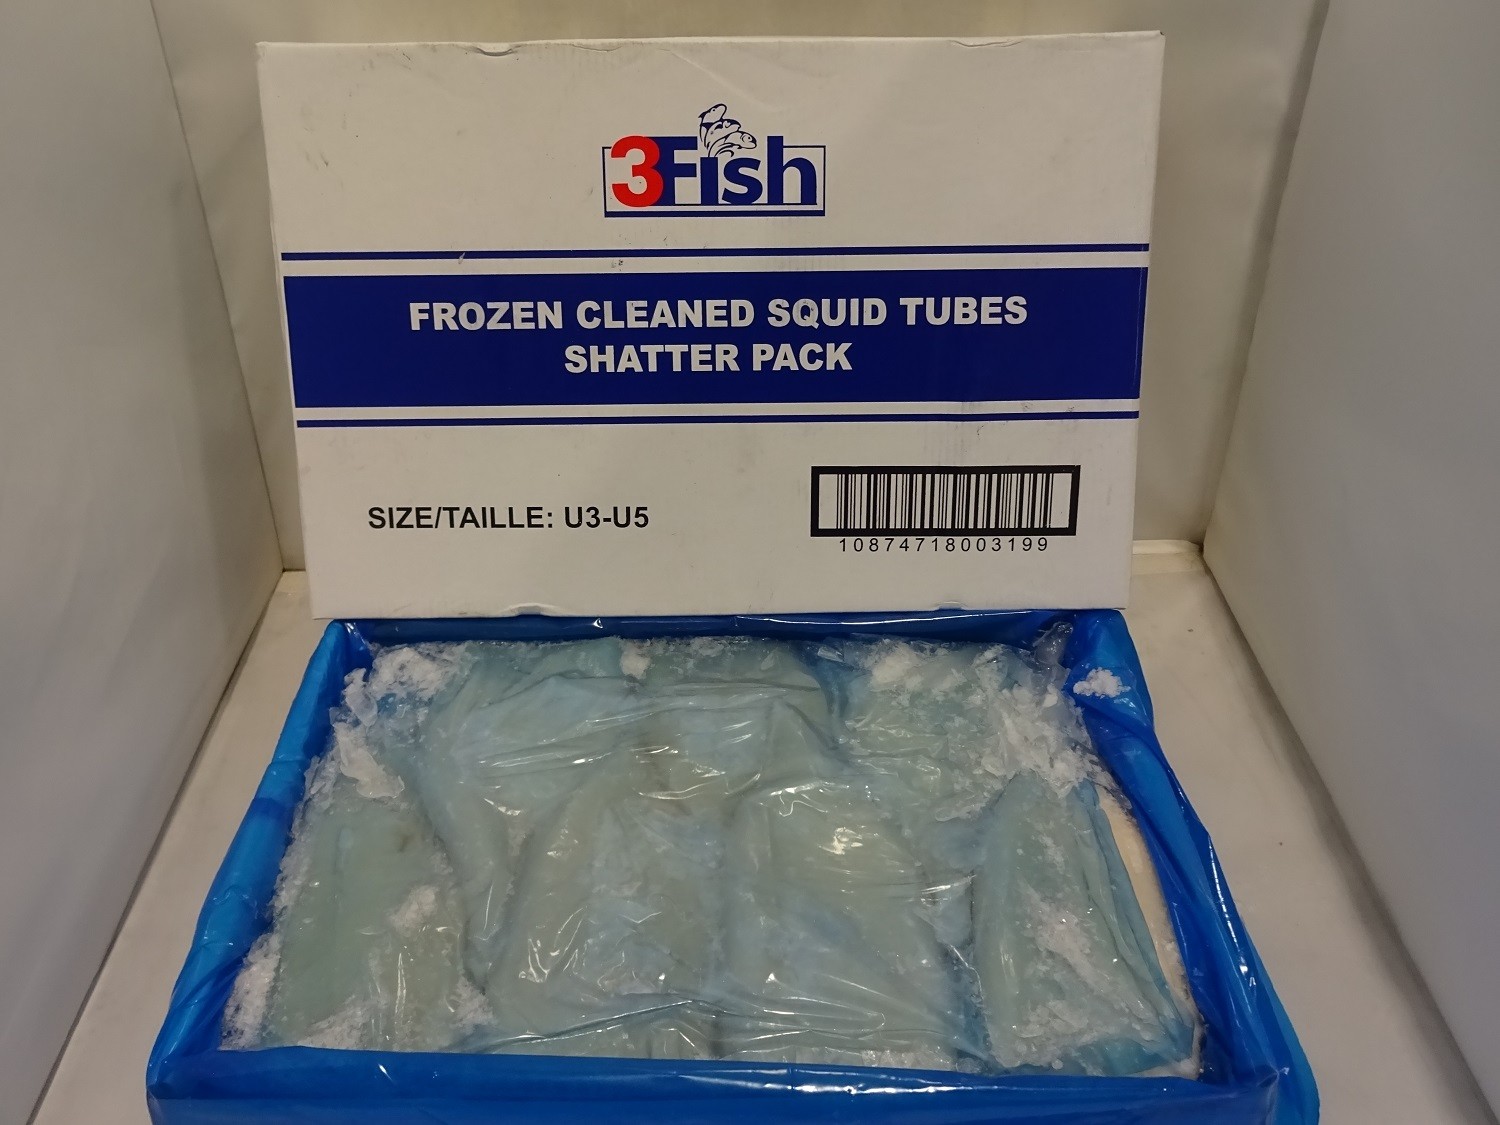 3Fish
FROZEN CLEANED SQUID TUBES
SHATTER PACK
SIZE/TAILLE: U3-U5
10874718003199